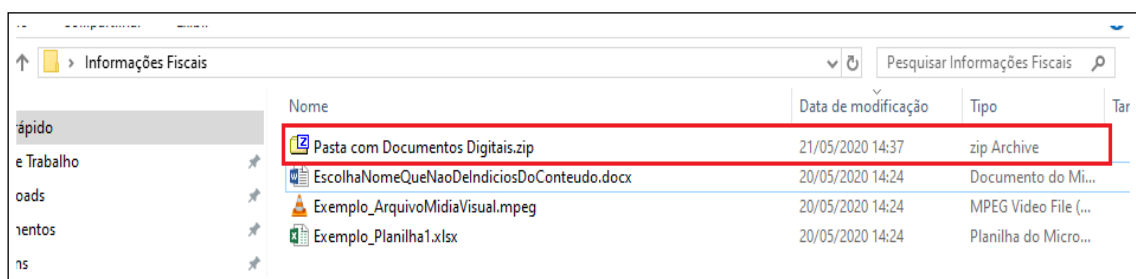 Informações Fiscais
Pesquisar Informações Fiscais
Nome Data de modificação Tipo Tar
rápido
e Trabalho
oads
nentos
ns
Pasta com Documentos Digitais.zip 21/05/2020 14:37 zip Archive
EscolhaNomeQueNaoDeIndiciosDoConteudo.docx 20/05/2020 14:24 Documento do Mi...
Exemplo_ArquivoMidiaVisual.mpeg 20/05/2020 14:24 MPEG Video File (...
Exemplo_Planilha1.xlsx 20/05/2020 14:24 Planilha do Micro...